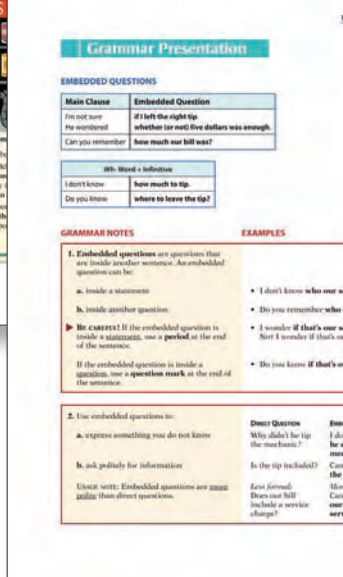 Grammar Presentation
EMBEDDED QUESTIONS
Main Clause Embedded Question
I'm not sure if I left the right tip.
He wondered whether (or not) five dollars was enough.
Can you remember how much our bill was?
Wh- Word + Infinitive
I don't know how much to tip.
Do you know where to leave the tip?
GRAMMAR NOTES EXAMPLES
1. Embedded questions are questions that
are inside another sentence. An embedded
question can be:
a. inside a statement
• I don't know who our
b. inside another question
• Do you remember who
▶ BE CAREFUL! If the embedded question is
inside a statement, use a period at the end
of the sentence.
• I wonder if that's our
Not I wonder if that's
If the embedded question is inside a
question, use a question mark at the end of
the sentence.
• Do you know if that's
2. Use embedded questions to:
DIRECT QUESTION
a. express something you do not know
Why didn't he tip
the mechanic?
b. ask politely for information
Is the tip included?
USAGE NOTE: Embedded questions are more
polite than direct questions.
Less formal:
Does our bill
include a service
charge?